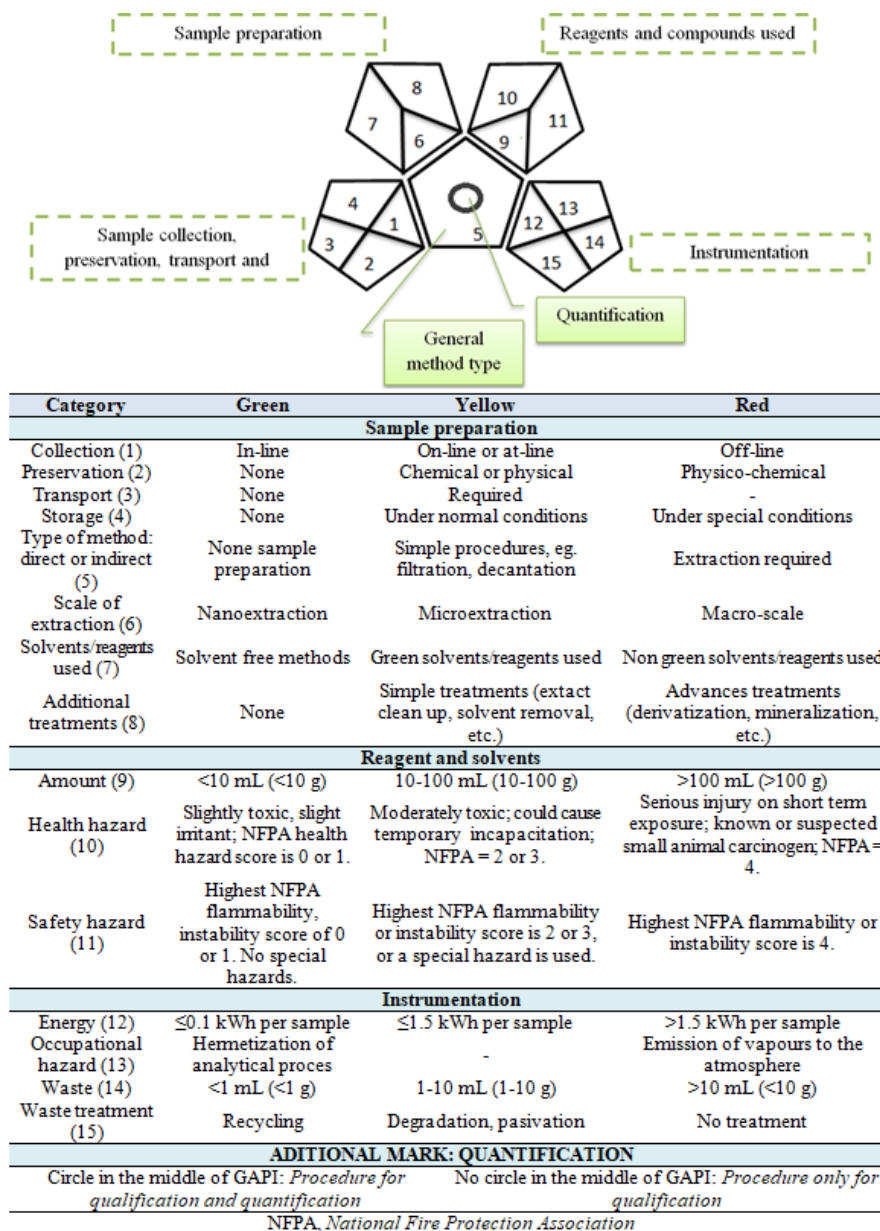 Sample preparation
Reagents and compounds used
8
7
6
10
11
9
4
1
3
2
5
12
13
14
15
Sample collection,
preservation, transport and
Instrumentation
Quantification
General
method type
Category Green Yellow Red
Sample preparation
Collection (1) In-line On-line or at-line Off-line
Preservation (2) None Chemical or physical Physico-chemical
Transport (3) None Required -
Storage (4) None Under normal conditions Under special conditions
Type of method:
direct or indirect
(5)
None sample
preparation
Simple procedures, eg.
filtration, decantation
Extraction required
Scale of
extraction (6)
Nanoextraction Microextraction Macro-scale
Solvents/reagents
used (7)
Solvent free methods Green solvents/reagents used Non green solvents/reagents used
Additional
treatments (8)
None
Simple treatments (extact
clean up, solvent removal,
etc.)
Advances treatments
(derivatization, mineralization,
etc.)
Reagent and solvents
Amount (9) <10 mL (<10 g) 10-100 mL (10-100 g) >100 mL (>100 g)
Health hazard
(10)
Slightly toxic, slight
irritant; NFPA health
hazard score is 0 or 1.
Moderately toxic; could cause
temporary incapacitation;
NFPA = 2 or 3.
Serious injury on short term
exposure; known or suspected
small animal carcinogen; NFPA =
4.
Safety hazard
(11)
Highest NFPA
flammability,
instability score of 0
or 1. No special
hazards.
Highest NFPA flammability
or instability score is 2 or 3,
or a special hazard is used.
Highest NFPA flammability or
instability score is 4.
Instrumentation
Energy (12) ≤0.1 kWh per sample ≤1.5 kWh per sample >1.5 kWh per sample
Occupational
hazard (13)
Hermetization of
analytical proces
-
Emission of vapours to the
atmosphere
Waste (14) <1 mL (<1 g) 1-10 mL (1-10 g) >10 mL (<10 g)
Waste treatment
(15)
Recycling Degradation, pasivation No treatment
ADITIONAL MARK: QUANTIFICATION
Circle in the middle of GAPI: Procedure for
qualification and quantification
No circle in the middle of GAPI: Procedure only for
qualification
NFPA, National Fire Protection Association